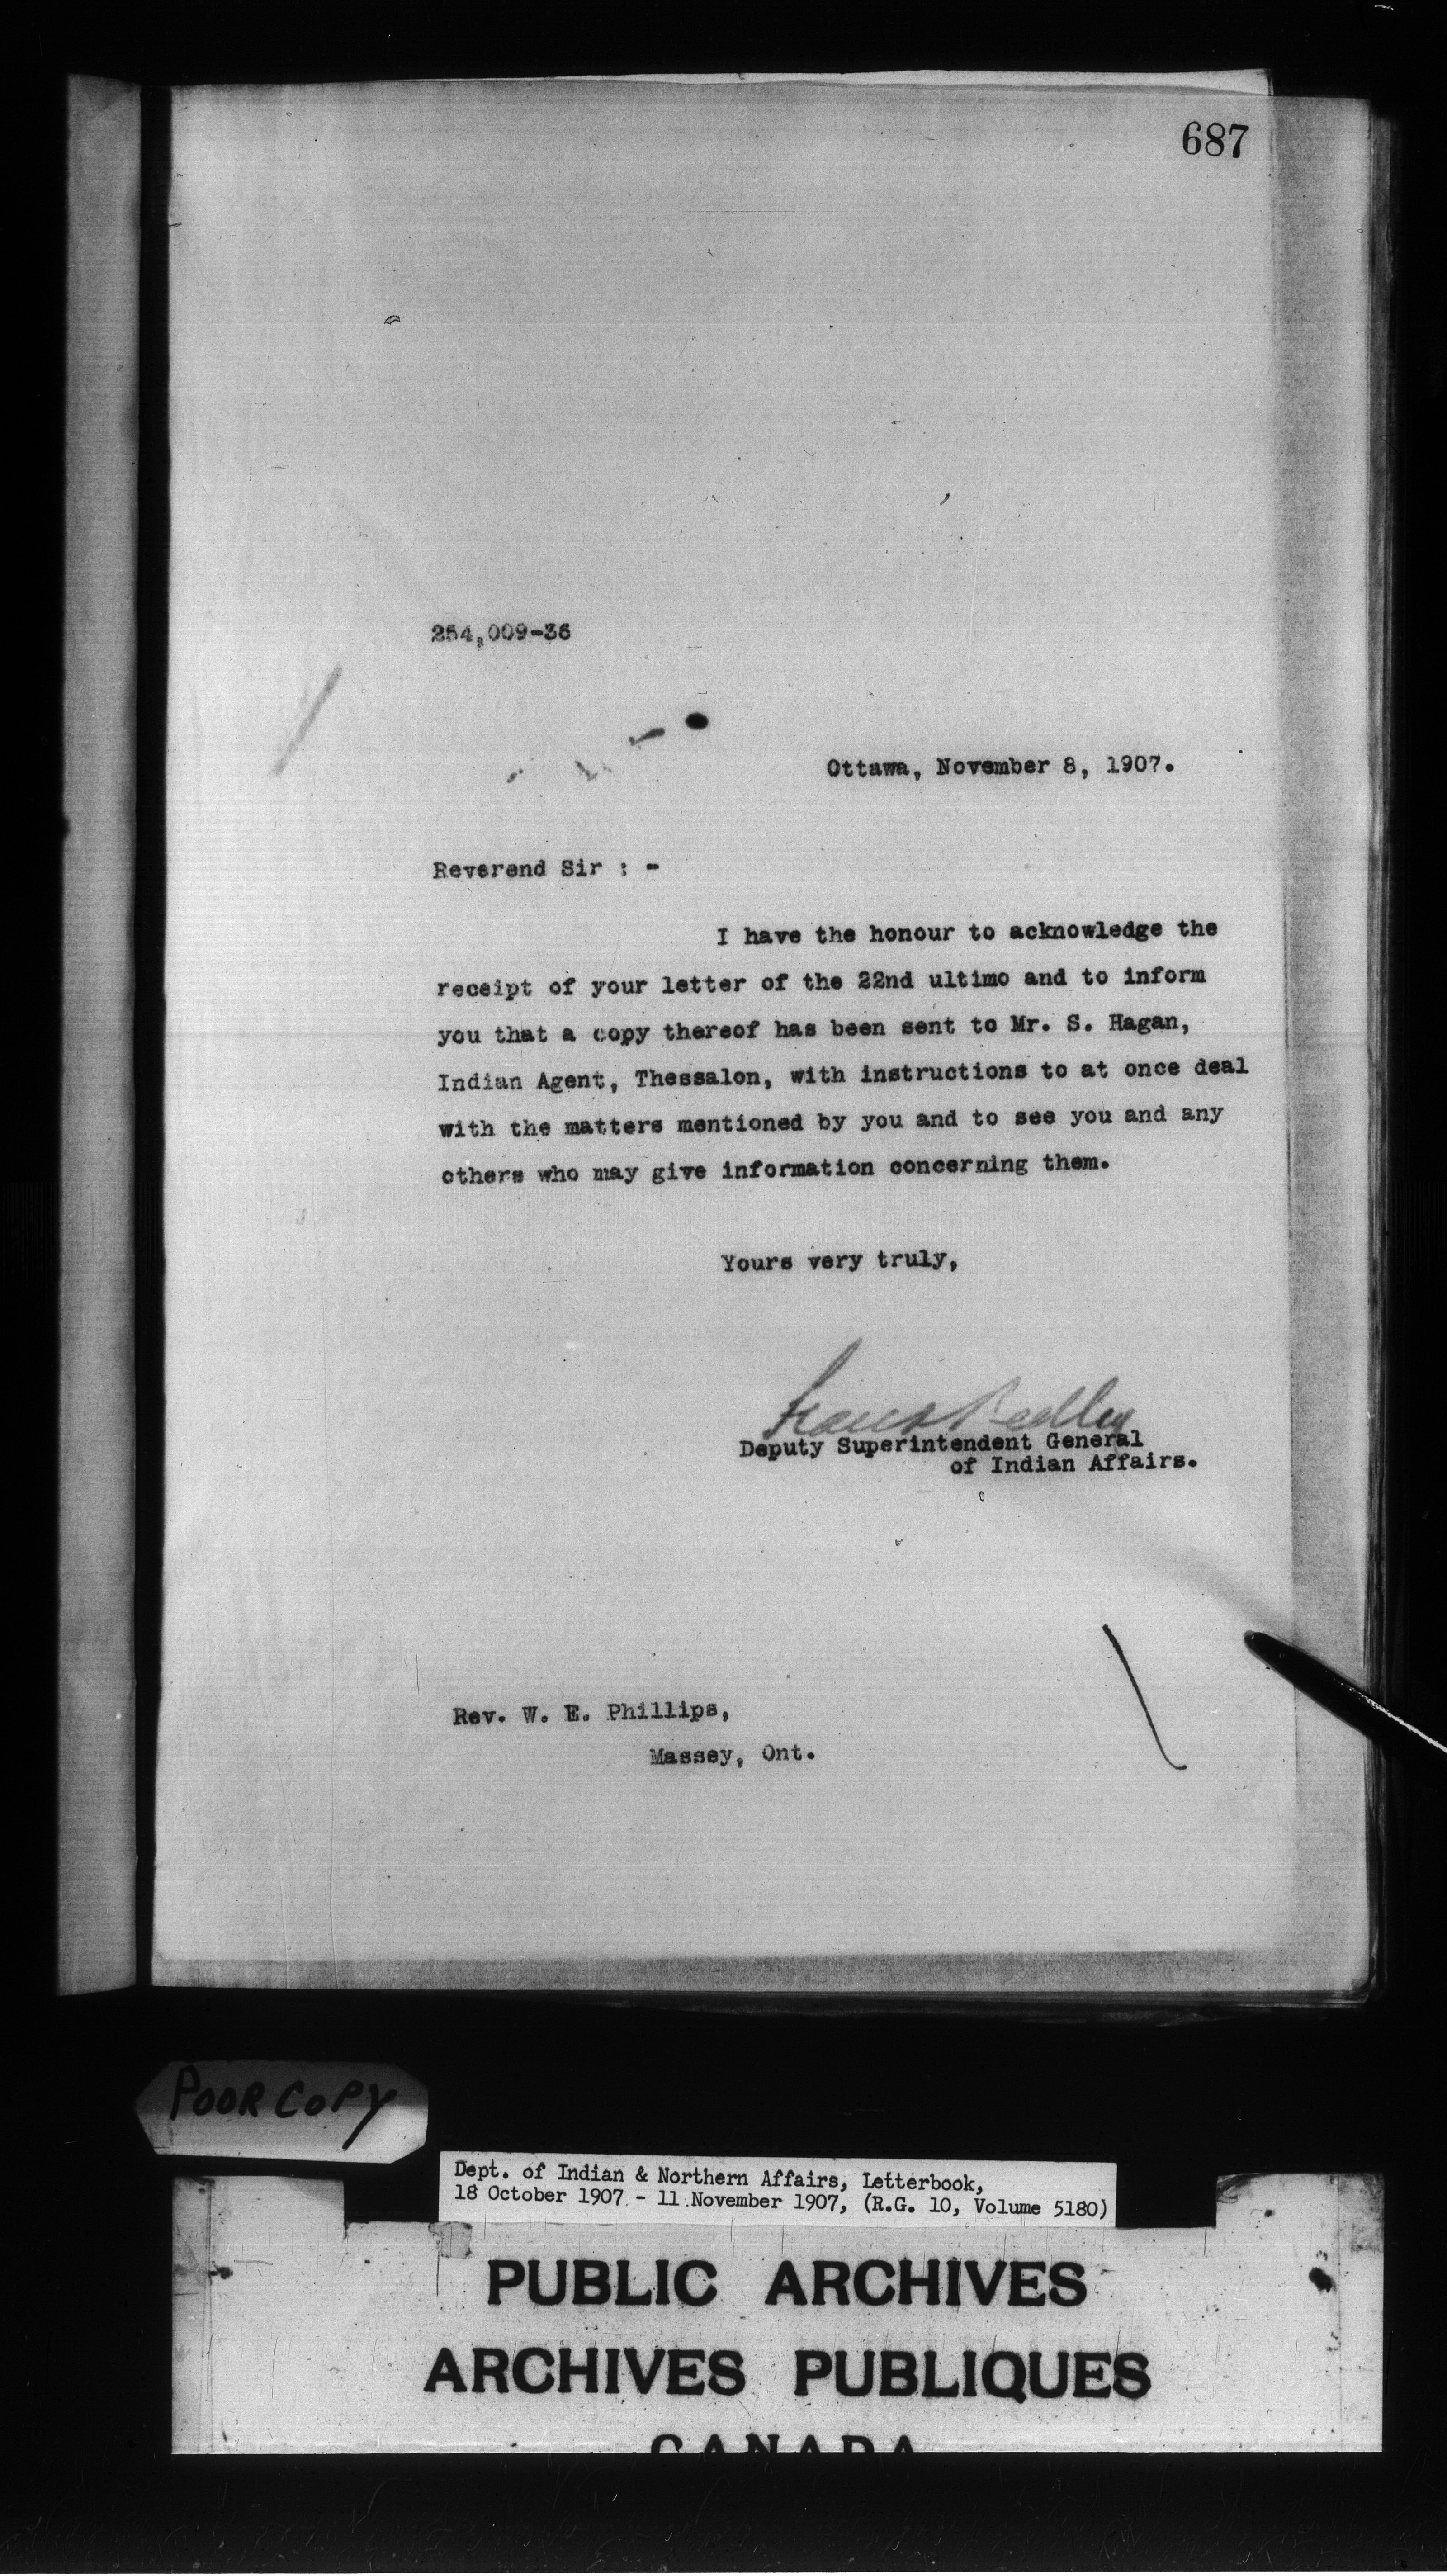 687
254,009-36
Ottawa, November 8, 1907.
Reverend Sir : -
I have the honour to acknowledge the
receipt of your letter of the 22nd ultimo and to inform
you that a copy thereof has been sent to Mr. S. Hagan,
Indian Agent, Thessalon, with instructions to at once deal
with the matters mentioned by you and to see you and any
others who may give information concerning them.
Yours very truly,
Frank Pedley
Deputy Superintendent General
of Indian Affairs.
Rev. W. E. Phillips,
Massey, Ont.
POOR COPY
Dept. of Indian & Northern Affairs, Letterbook,
18 October 1907 - 11 November 1907, (R.G. 10, Volume 5180)
PUBLIC ARCHIVES
ARCHIVES PUBLIQUES
CANADA